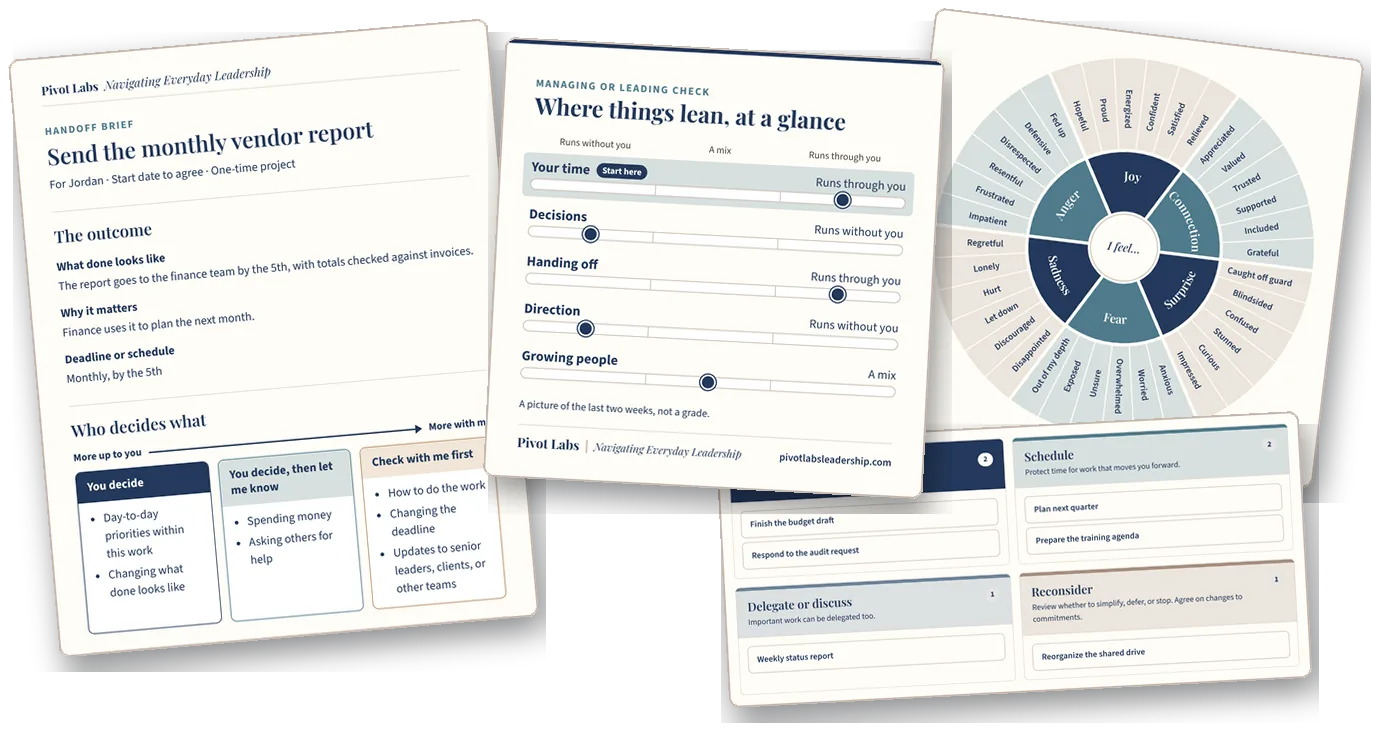 Pivot Labs Navigating Everyday Leadership
HANDOFF BRIEF
Send the monthly vendor report
For Jordan · Start date to agree · One-time project
The outcome
What done looks like
The report goes to the finance team by the 5th, with totals checked against invoices.
Why it matters
Finance uses it to plan the next month.
Deadline or schedule
Monthly, by the 5th
Who decides what
More up to you
More with m
You decide
Day-to-day
priorities within
this work
Changing what
done looks like
You decide, then let
me know
Spending money
Asking others for
help
Check with me first
How to do the work
Changing the
deadline
Updates to senior
leaders, clients, or
other teams
MANAGING OR LEADING CHECK
Where things lean, at a glance
Runs without you
A mix
Runs through you
Your time
Start here
Runs through you
Decisions
Runs without you
Handing off
Runs through you
Direction
Runs without you
Growing people
A mix
A picture of the last two weeks, not a grade.
Pivot Labs | Navigating Everyday Leadership
pivotlabsleadership.com
I feel...
Joy
Hopeful
Proud
Energized
Confident
Satisfied
Relieved
Connection
Appreciated
Valued
Trusted
Supported
Included
Grateful
Surprise
Caught off guard
Blindsided
Confused
Stunned
Curious
Impressed
Fear
Anxious
Worried
Overwhelmed
Unsure
Exposed
Out of my depth
Sadness
Disappointed
Discouraged
Let down
Hurt
Lonely
Regretful
Anger
Impatient
Frustrated
Resentful
Disrespected
Defensive
Fed up
2
Finish the budget draft
Respond to the audit request
Schedule
2
Protect time for work that moves you forward.
Plan next quarter
Prepare the training agenda
Delegate or discuss
1
Important work can be delegated too.
Weekly status report
Reconsider
1
Review whether to simplify, defer, or stop. Agree on changes to
commitments.
Reorganize the shared drive